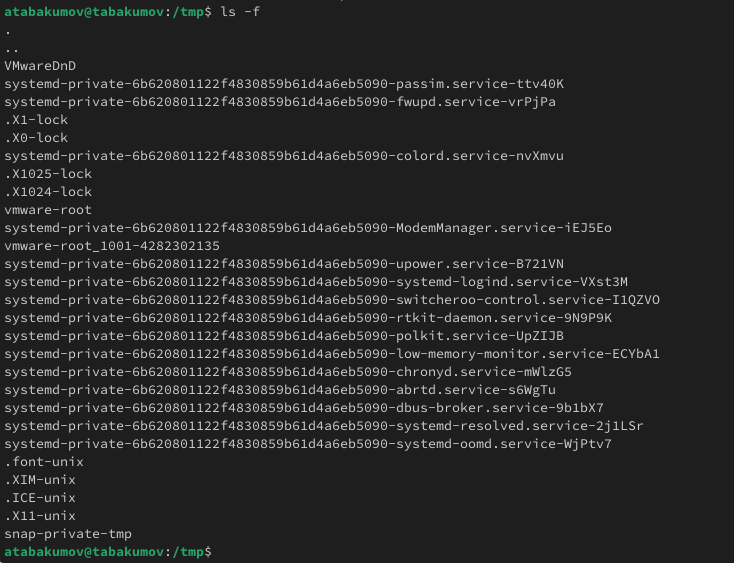 atabakumov@tabakumov:/tmp$ ls -f
.
..
VMwareDnD
systemd-private-6b620801122f4830859b61d4a6eb5090-passim.service-ttv40K
systemd-private-6b620801122f4830859b61d4a6eb5090-fwupd.service-vrPjPa
.X1-lock
.X0-lock
systemd-private-6b620801122f4830859b61d4a6eb5090-colord.service-nvXmvu
.X1025-lock
.X1024-lock
vmware-root
systemd-private-6b620801122f4830859b61d4a6eb5090-ModemManager.service-iEJ5Eo
vmware-root_1001-4282302135
systemd-private-6b620801122f4830859b61d4a6eb5090-upower.service-B721VN
systemd-private-6b620801122f4830859b61d4a6eb5090-systemd-logind.service-VXst3M
systemd-private-6b620801122f4830859b61d4a6eb5090-switcheroo-control.service-I1QZVO
systemd-private-6b620801122f4830859b61d4a6eb5090-rtkit-daemon.service-9N9P9K
systemd-private-6b620801122f4830859b61d4a6eb5090-polkit.service-UpZIJB
systemd-private-6b620801122f4830859b61d4a6eb5090-low-memory-monitor.service-ECYbA1
systemd-private-6b620801122f4830859b61d4a6eb5090-chronyd.service-mWlzG5
systemd-private-6b620801122f4830859b61d4a6eb5090-abrtd.service-s6WgTu
systemd-private-6b620801122f4830859b61d4a6eb5090-dbus-broker.service-9b1bX7
systemd-private-6b620801122f4830859b61d4a6eb5090-systemd-resolved.service-2j1LSr
systemd-private-6b620801122f4830859b61d4a6eb5090-systemd-oomd.service-WjPtv7
.font-unix
.XIM-unix
.ICE-unix
.X11-unix
snap-private-tmp
atabakumov@tabakumov:/tmp$